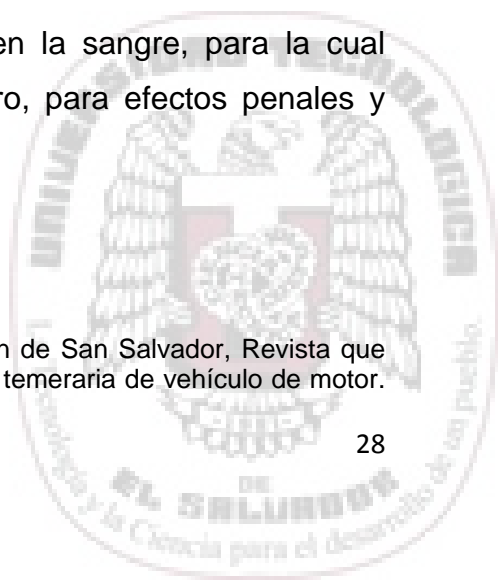 en la sangre, para la cual
ro, para efectos penales y
n de San Salvador, Revista que
temeraria de vehículo de motor.
28
UNIVERSIDAD TECNOLOGICA
DE
EL SALVADOR
La Tecnología y la Ciencia para el desarrollo de un pueblo.